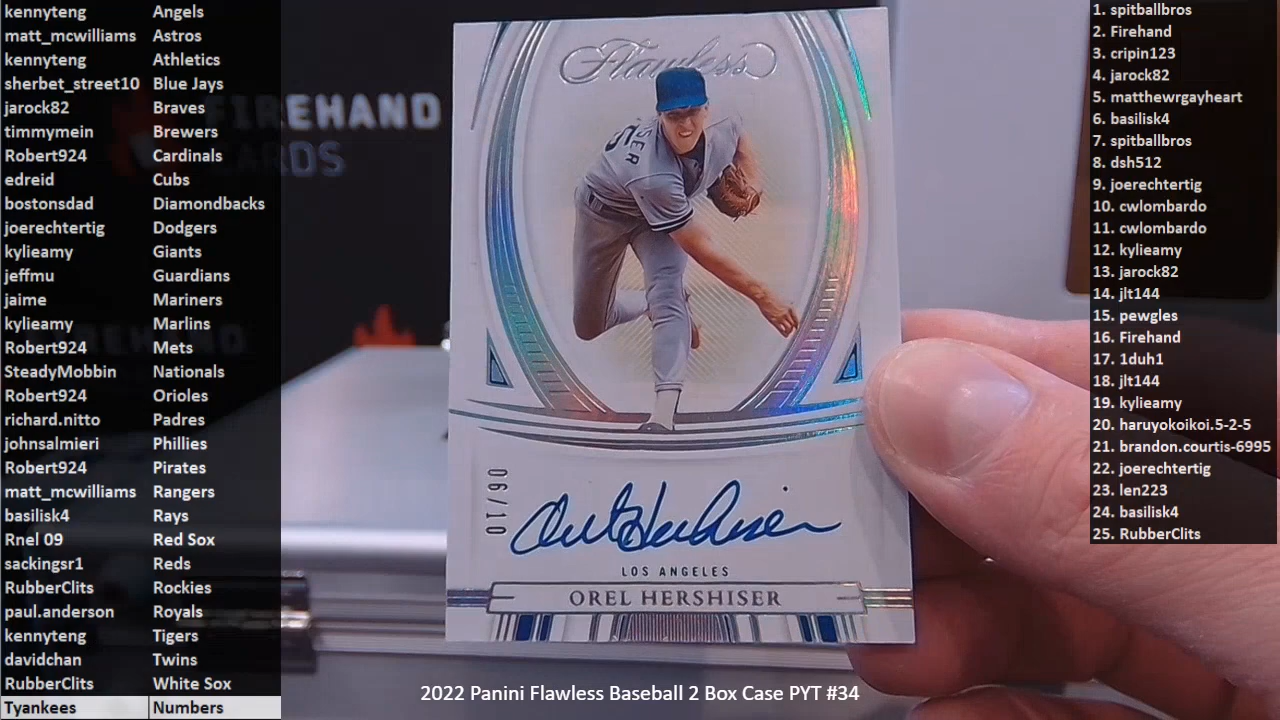 kennyteng Angels
matt_mcwilliams Astros
kennyteng Athletics
sherbet_street10 Blue Jays
jarock82 Braves
timmymein Brewers
Robert924 Cardinals
edreid Cubs
bostonsdad Diamondbacks
joerechtertig Dodgers
kylieamy Giants
jeffmu Guardians
jaime Mariners
kylieamy Marlins
Robert924 Mets
SteadyMobbin Nationals
Robert924 Orioles
richard.nitto Padres
johnsalmieri Phillies
Robert924 Pirates
matt_mcwilliams Rangers
basilisk4 Rays
Rnel 09 Red Sox
sackingsr1 Reds
RubberClits Rockies
paul.anderson Royals
kennyteng Tigers
davidchan Twins
RubberClits White Sox
Tyankees Numbers
FIREHAND
CARDS
FIREHAND
Flawless
06/10
Orel Hershiser
LOS ANGELES
OREL HERSHISER
2022 Panini Flawless Baseball 2 Box Case PYT #34
1. spitballbros
2. Firehand
3. cripin123
4. jarock82
5. matthewrgayheart
6. basilisk4
7. spitballbros
8. dsh512
9. joerechtertig
10. cwlombardo
11. cwlombardo
12. kylieamy
13. jarock82
14. jlt144
15. pewgles
16. Firehand
17. 1duh1
18. jlt144
19. kylieamy
20. haruyokoikoi.5-2-5
21. brandon.courtis-6995
22. joerechtertig
23. len223
24. basilisk4
25. RubberClits